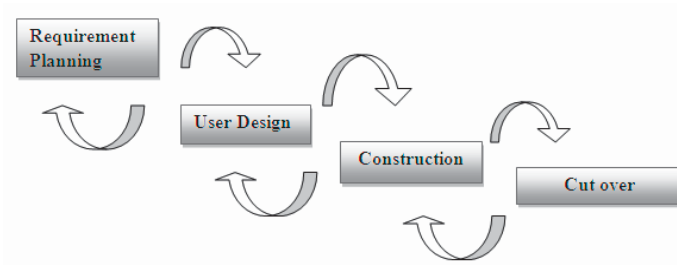 Requirement
Planning
User Design
Construction
Cut over